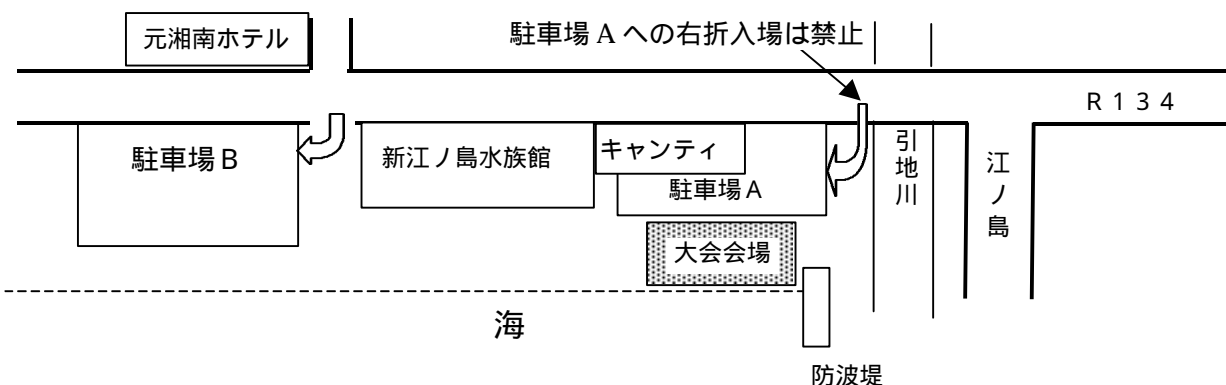 元湘南ホテル
駐車場Aへの右折入場は禁止
R134
駐車場B
新江ノ島水族館
キャンティ
駐車場A
引地川
江ノ島
大会会場
海
防波堤